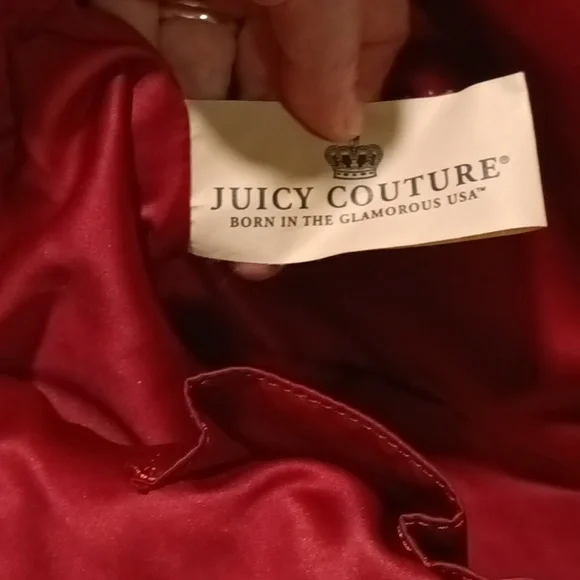 JUICY COUTURE®
BORN IN THE GLAMOROUS USA™